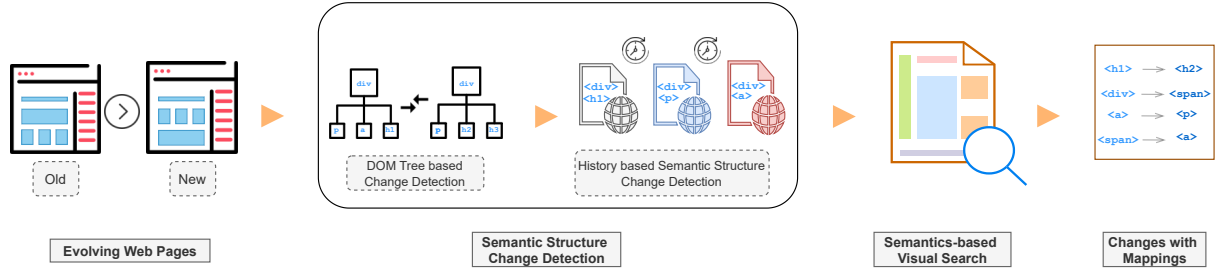 div
p
a
h1
div
p
h2
h3
DOM Tree based
Change Detection
<div>
<h1>
<div>
<p>
<div>
<a>
History based Semantic Structure
Change Detection
<h1>
<h2>
<div>
<span>
<a>
<p>
<span>
<a>
Old
New
Evolving Web Pages
Semantic Structure
Change Detection
Semantics-based
Visual Search
Changes with
Mappings